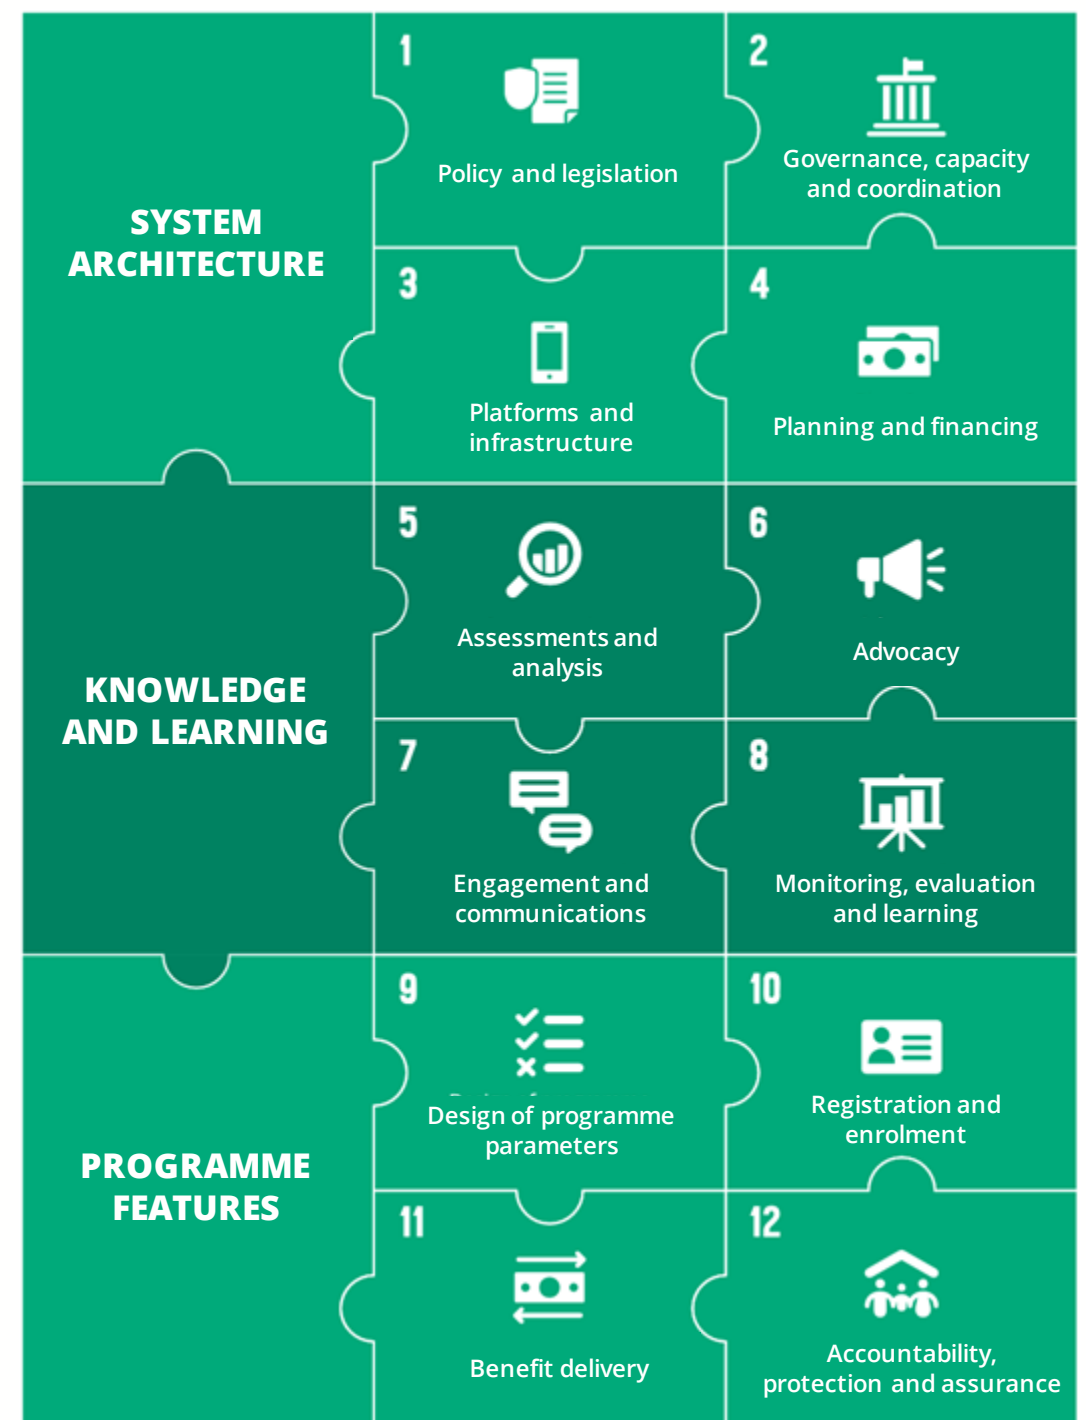 SYSTEM
ARCHITECTURE
1
Policy and legislation
2
Governance, capacity
and coordination
3
Platforms and
infrastructure
4
Planning and financing
KNOWLEDGE
AND LEARNING
5
Assessments and
analysis
6
Advocacy
7
Engagement and
communications
8
Monitoring, evaluation
and learning
PROGRAMME
FEATURES
9
Design of programme
parameters
10
Registration and
enrolment
11
Benefit delivery
12
Accountability,
protection and assurance